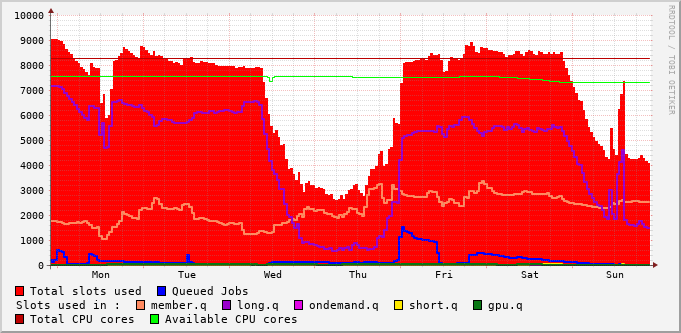 10000
9000
8000
7000
6000
5000
4000
3000
2000
1000
0
Mon Tue Wed Thu Fri Sat Sun
RRDTOOL / TOBI OETIKER
Total slots used Queued Jobs
Slots used in : member.q long.q ondemand.q short.q gpu.q
Total CPU cores Available CPU cores